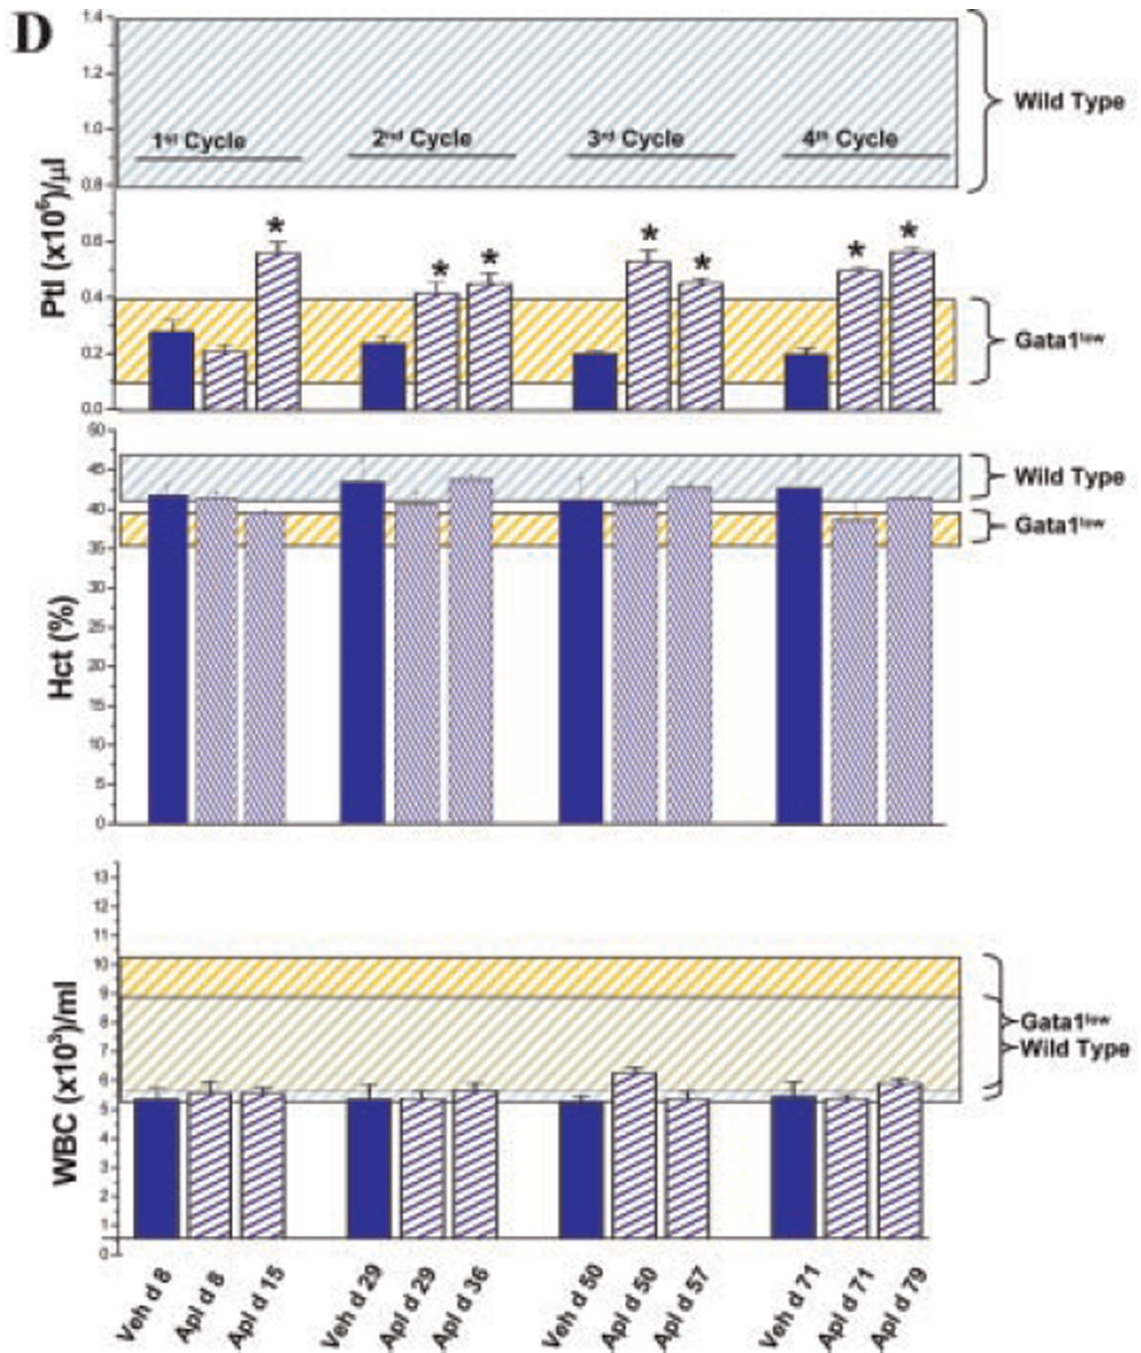 D
Ptl (x10⁶)/µl
1.4
1.2
1.0
0.8
0.6
0.4
0.2
0.0
1st Cycle
2nd Cycle
3rd Cycle
4th Cycle
Wild Type
* * * * * * *
Gata1low
Hct (%)
50
45
40
35
30
25
20
15
10
5
0
Wild Type
Gata1low
WBC (x10³)/ml
13
12
11
10
9
8
7
6
5
4
3
2
1
0
Gata1low
Wild Type
Veh d 8
Apl d 8
Apl d 15
Veh d 29
Apl d 29
Apl d 36
Veh d 50
Apl d 50
Apl d 57
Veh d 71
Apl d 71
Apl d 79